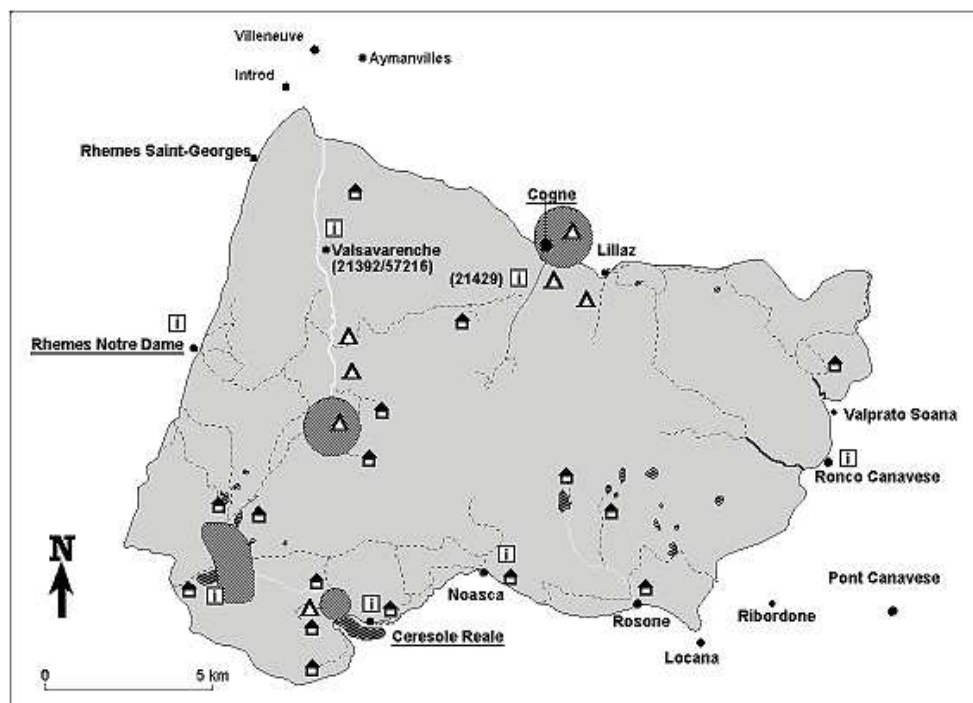 Villeneuve
Aymanvilles
Introd
Rhemes Saint-Georges
Cogne
i
Valsavarenche
(21392/57216)
Lillaz
(21429) i
i
Rhemes Notre Dame
Valprato Soana
i
Ronco Canavese
N
i
Noasca
Pont Canavese
i
i
Rosone
Ribordone
Ceresole Reale
Locana
0 5 km